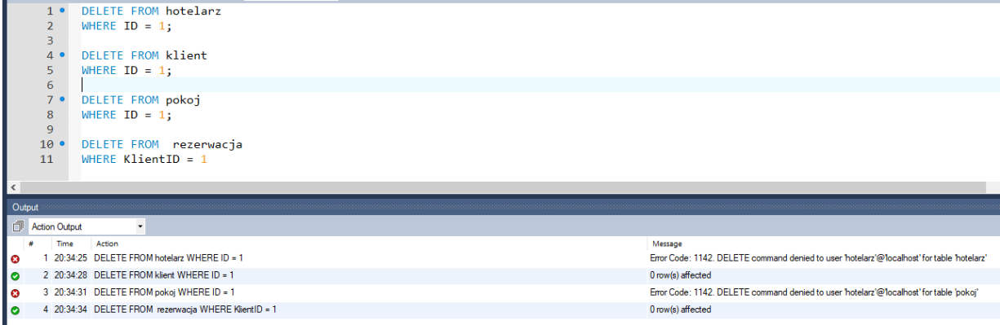 1 DELETE FROM hotelarz
2 WHERE ID = 1;
3
4 DELETE FROM klient
5 WHERE ID = 1;
6
7 DELETE FROM pokoj
8 WHERE ID = 1;
9
10 DELETE FROM  rezerwacja
11 WHERE KlientID = 1
Output
Action Output
# Time Action Message
1 20:34:25 DELETE FROM hotelarz WHERE ID = 1 Error Code: 1142. DELETE command denied to user 'hotelarz'@'localhost' for table 'hotelarz'
2 20:34:28 DELETE FROM klient WHERE ID = 1 0 row(s) affected
3 20:34:31 DELETE FROM pokoj WHERE ID = 1 Error Code: 1142. DELETE command denied to user 'hotelarz'@'localhost' for table 'pokoj'
4 20:34:34 DELETE FROM  rezerwacja WHERE KlientID = 1 0 row(s) affected